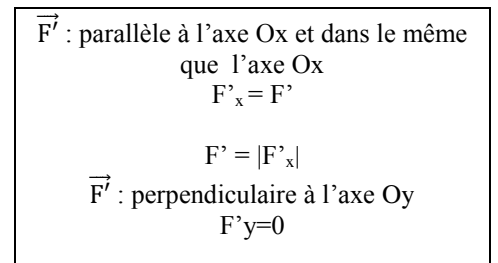 F′⃗ : parallèle à l’axe Ox et dans le même
que l’axe Ox
F’ₓ = F’
F’ = |F’ₓ|
F′⃗ : perpendiculaire à l’axe Oy
F’y=0